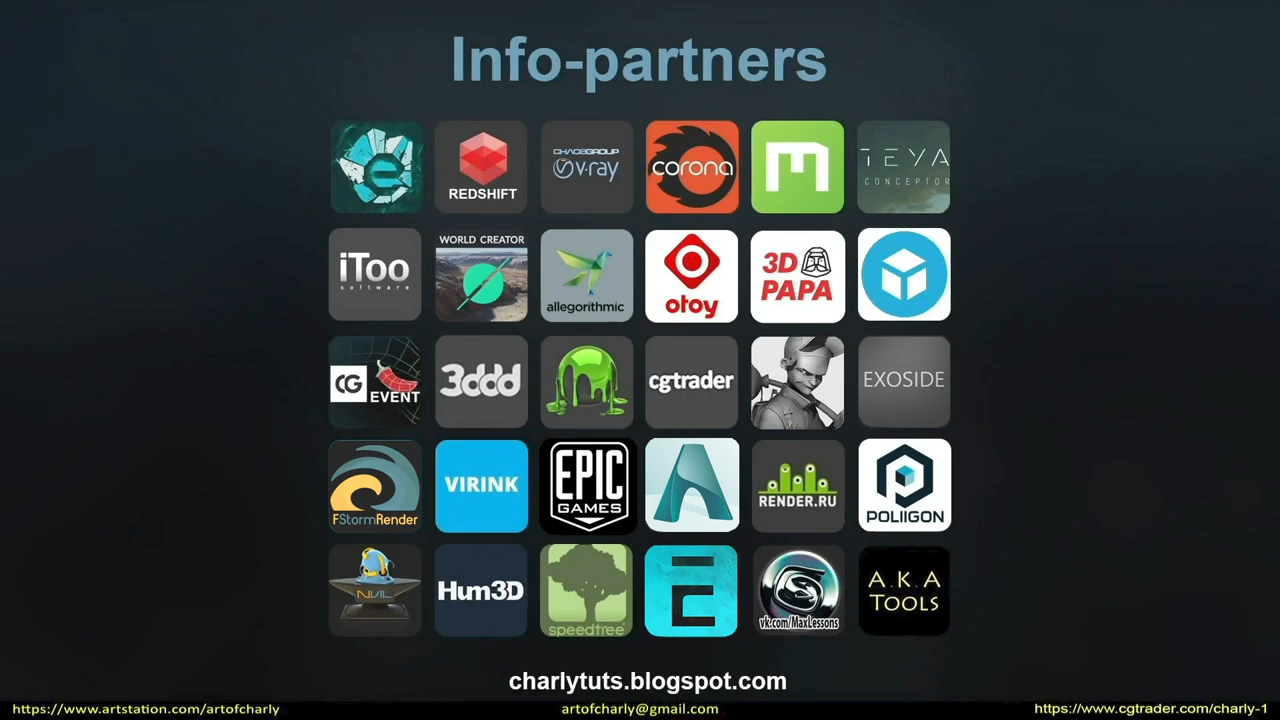 Info-partners
e
REDSHIFT
CHAOSGROUP
v·ray
corona
m
TEYA
CONCEPTOR
iToo
software
WORLD CREATOR
allegorithmic
otoy
3D
PAPA
CG
EVENT
3ddd
cgtrader
EXOSIDE
FStormRender
VIRINK
EPIC
GAMES
A
RENDER.RU
POLIIGON
NVIL
Hum3D
speedtree
E
S
vk.com/MaxLessons
A.K.A
TOOLS
charlytuts.blogspot.com
https://www.artstation.com/artofcharly
artofcharly@gmail.com
https://www.cgtrader.com/charly-1